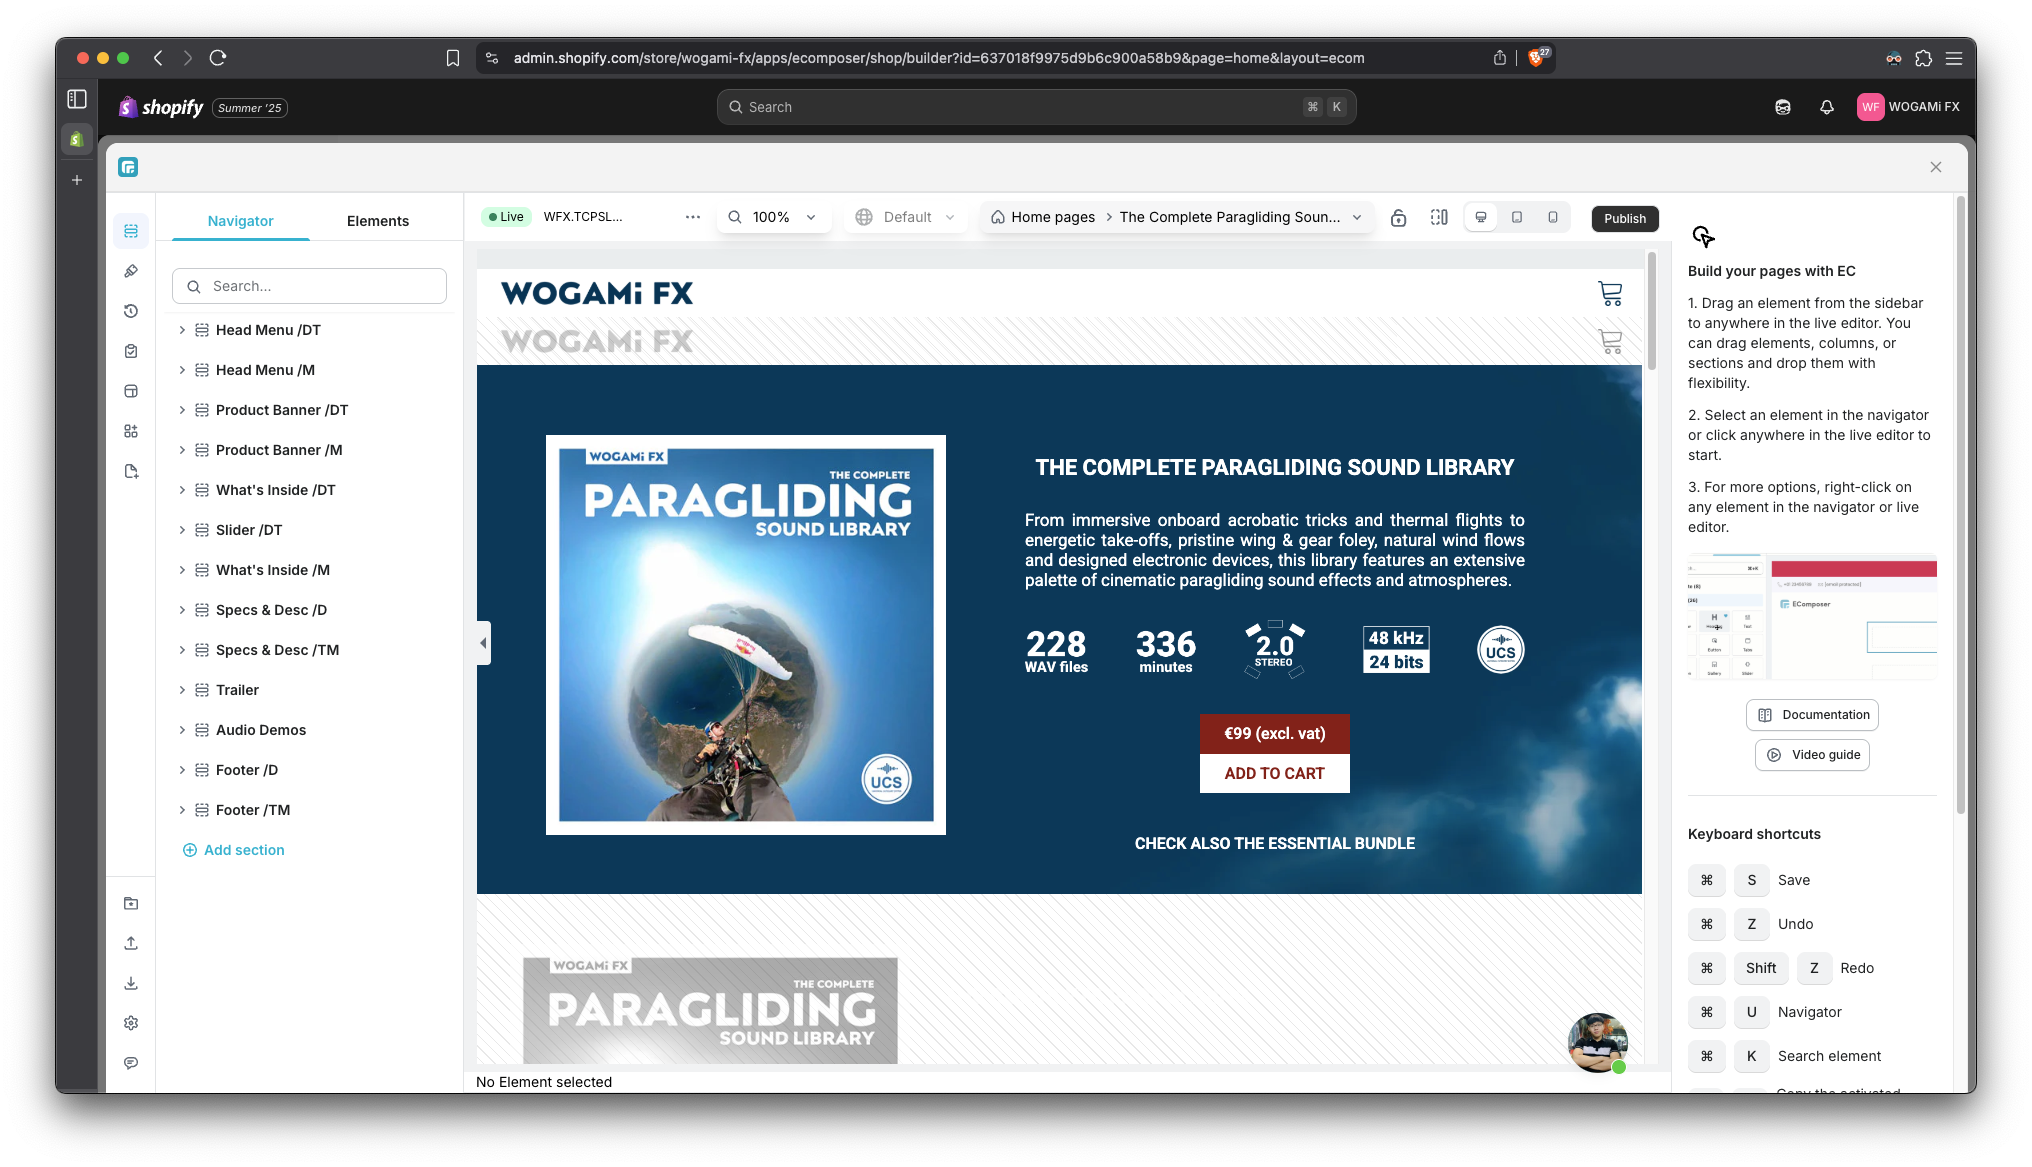 admin.shopify.com/store/wogami-fx/apps/ecomposer/shop/builder?id=637018f9975d9b6c900a58b9&page=home&layout=ecom
27
shopify
Summer '25
Search
⌘ K
WF
WOGAMi FX
Navigator
Elements
Search...
Head Menu /DT
Head Menu /M
Product Banner /DT
Product Banner /M
What's Inside /DT
Slider /DT
What's Inside /M
Specs & Desc /D
Specs & Desc /TM
Trailer
Audio Demos
Footer /D
Footer /TM
Add section
Live
WFX.TCPSL...
100%
Default
Home pages
The Complete Paragliding Soun...
Publish
WOGAMi FX
WOGAMi FX
WOGAMi FX
THE COMPLETE
PARAGLIDING
SOUND LIBRARY
UCS
THE COMPLETE PARAGLIDING SOUND LIBRARY
From immersive onboard acrobatic tricks and thermal flights to
energetic take-offs, pristine wing & gear foley, natural wind flows
and designed electronic devices, this library features an extensive
palette of cinematic paragliding sound effects and atmospheres.
228
WAV files
336
minutes
2.0
STEREO
48 kHz
24 bits
UCS
€99 (excl. vat)
ADD TO CART
CHECK ALSO THE ESSENTIAL BUNDLE
WOGAMi FX
THE COMPLETE
PARAGLIDING
SOUND LIBRARY
No Element selected
Build your pages with EC
1. Drag an element from the sidebar
to anywhere in the live editor. You
can drag elements, columns, or
sections and drop them with
flexibility.
2. Select an element in the navigator
or click anywhere in the live editor to
start.
3. For more options, right-click on
any element in the navigator or live
editor.
EComposer
Button
Gallery
Documentation
Video guide
Keyboard shortcuts
⌘ S Save
⌘ Z Undo
⌘ Shift Z Redo
⌘ U Navigator
⌘ K Search element
Copy the activated